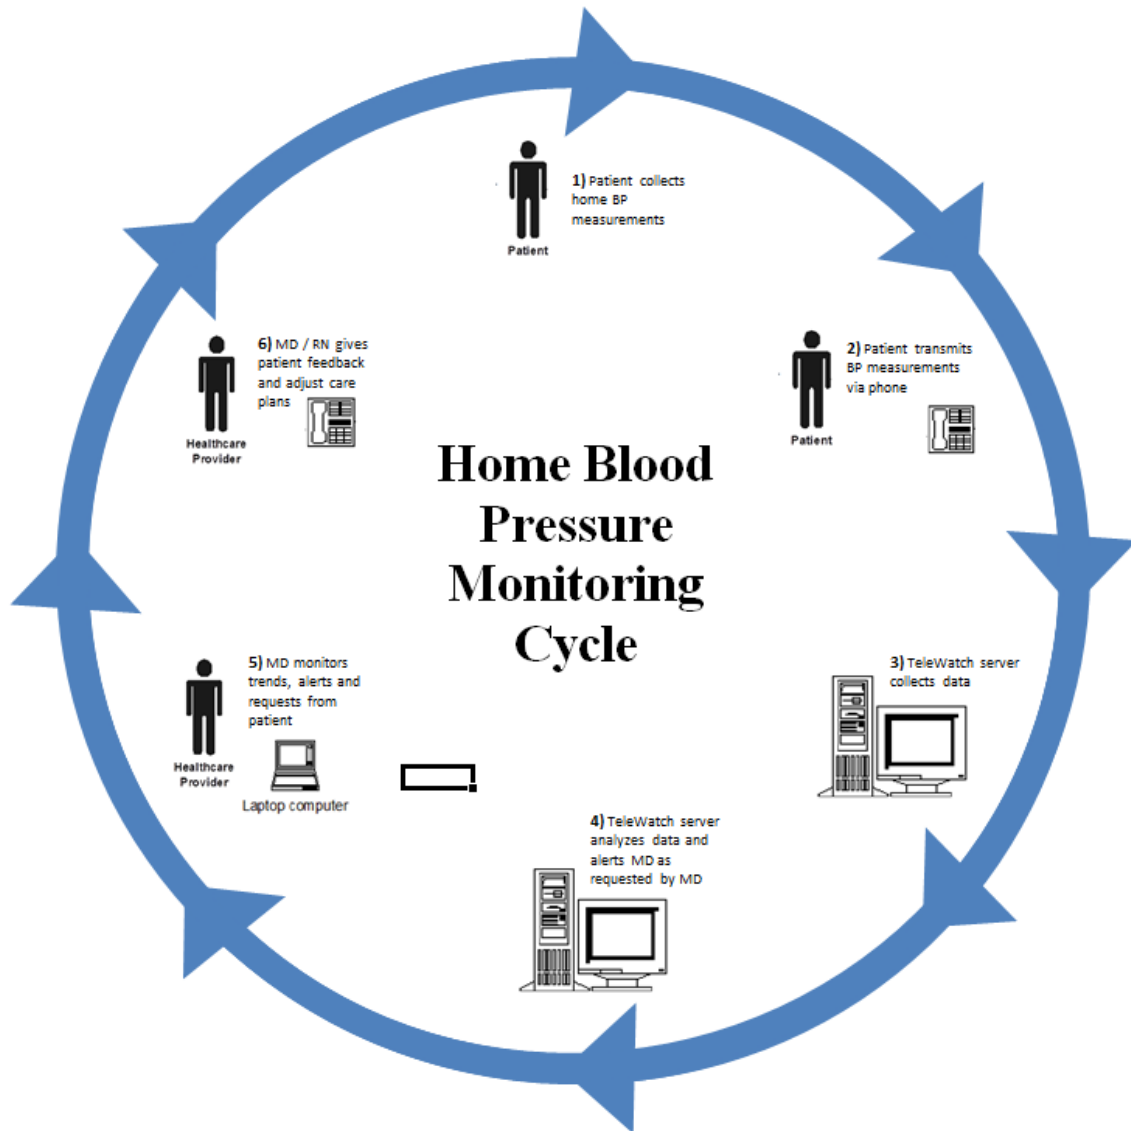 1) Patient collects
home BP
measurements
Patient
2) Patient transmits
BP measurements
via phone
Patient
3) TeleWatch server
collects data
4) TeleWatch server
analyzes data and
alerts MD as
requested by MD
5) MD monitors
trends, alerts and
requests from
patient
Healthcare
Provider
Laptop computer
6) MD / RN gives
patient feedback
and adjust care
plans
Healthcare
Provider
Home Blood
Pressure
Monitoring
Cycle